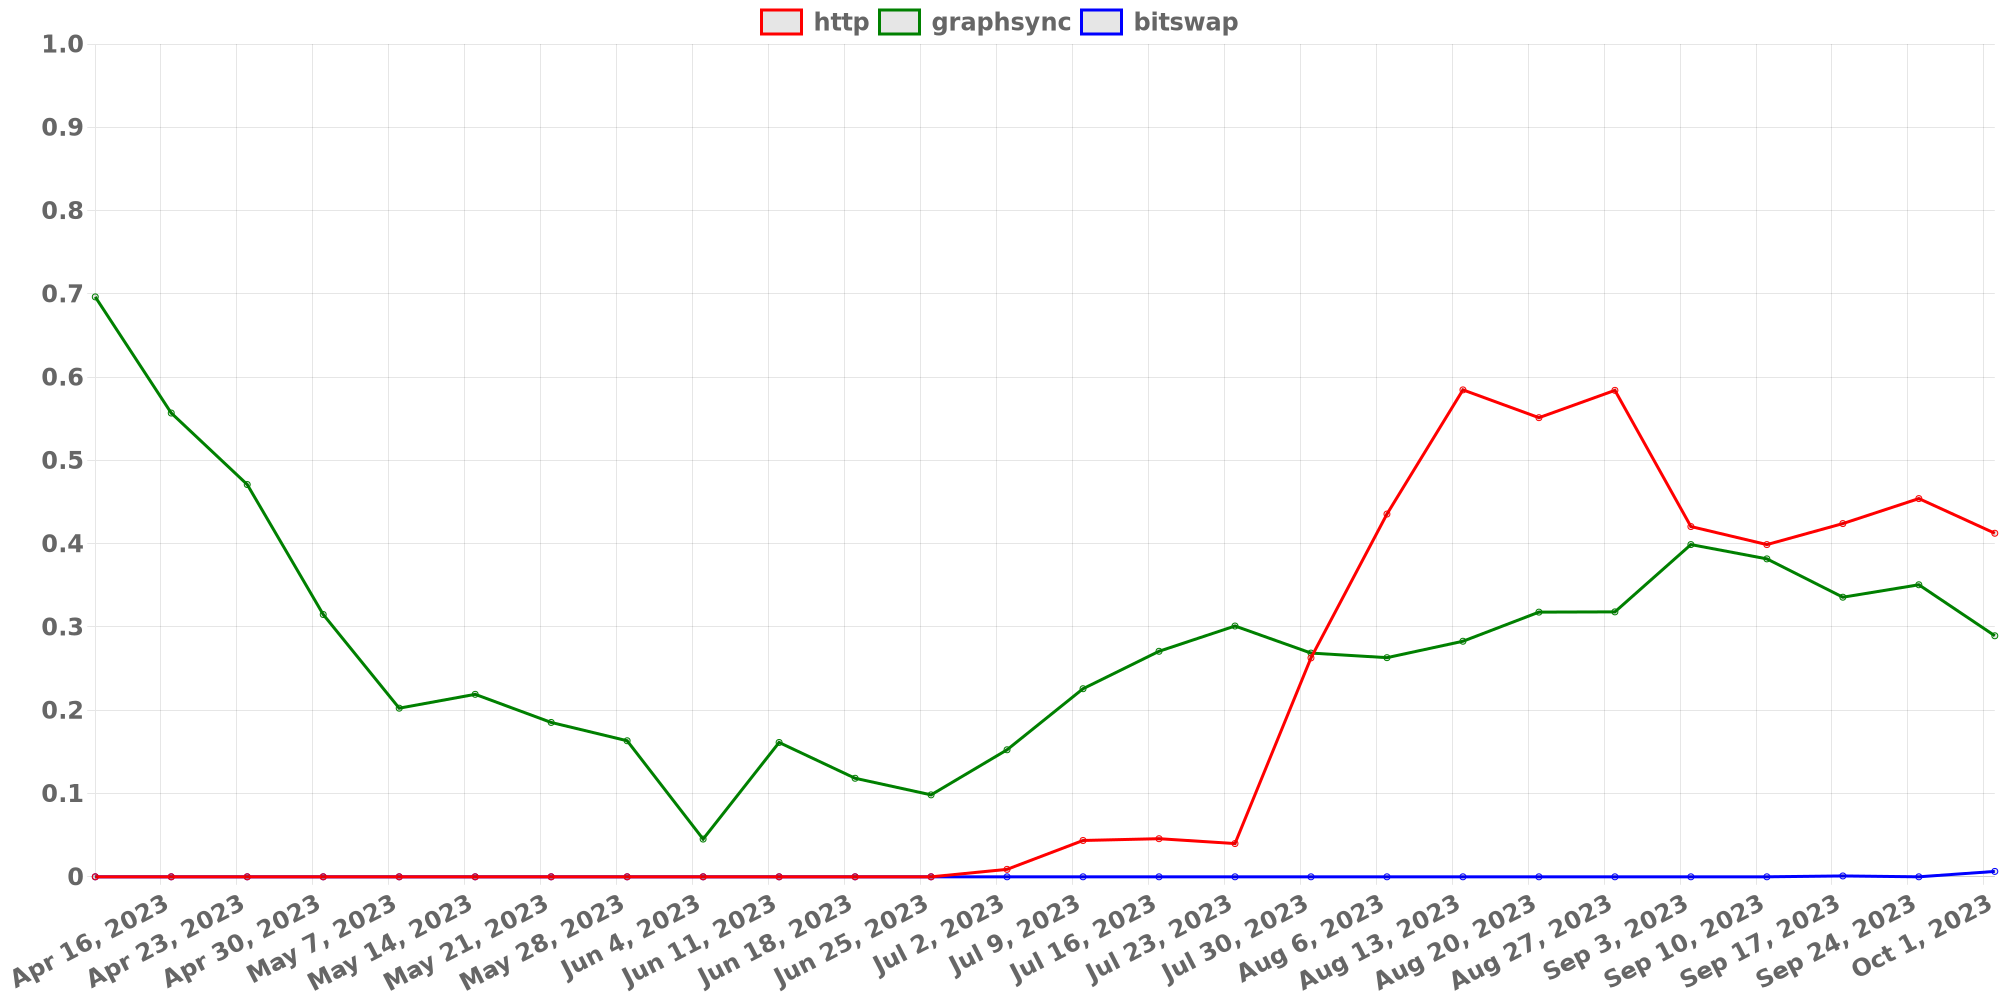 http graphsync bitswap
1.0
0.9
0.8
0.7
0.6
0.5
0.4
0.3
0.2
0.1
0
Apr 16, 2023
Apr 23, 2023
Apr 30, 2023
May 7, 2023
May 14, 2023
May 21, 2023
May 28, 2023
Jun 4, 2023
Jun 11, 2023
Jun 18, 2023
Jun 25, 2023
Jul 2, 2023
Jul 9, 2023
Jul 16, 2023
Jul 23, 2023
Jul 30, 2023
Aug 6, 2023
Aug 13, 2023
Aug 20, 2023
Aug 27, 2023
Sep 3, 2023
Sep 10, 2023
Sep 17, 2023
Sep 24, 2023
Oct 1, 2023